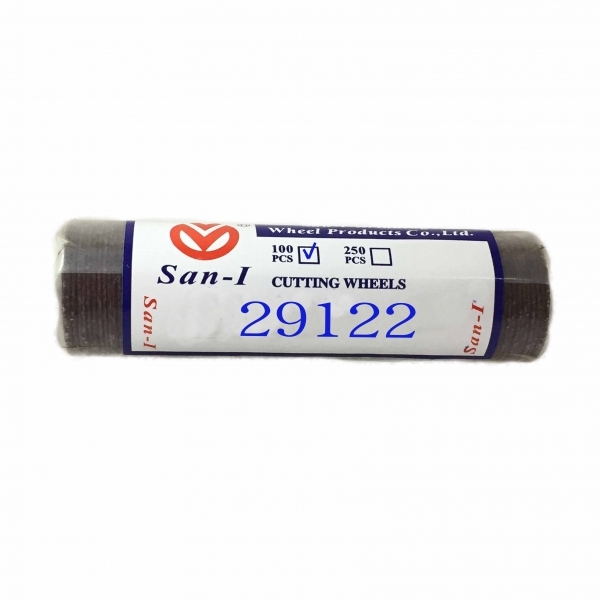 ®
Wheel Products Co.,Ltd.
100 PCS ☑ 250 PCS ☐
San-I
CUTTING WHEELS
29122
San-I
San-I